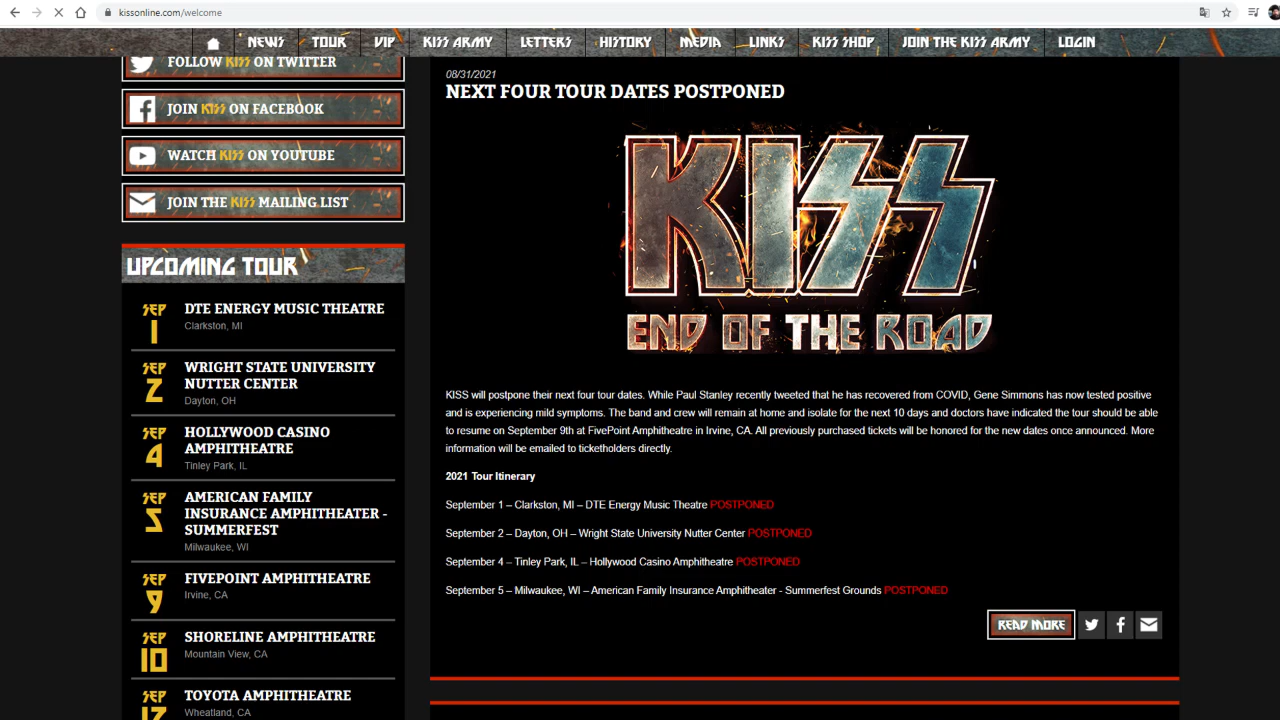 kissonline.com/welcome
NEWS TOUR VIP KISS ARMY LETTERS HISTORY MEDIA LINKS KISS SHOP JOIN THE KISS ARMY LOGIN
FOLLOW KISS ON TWITTER
JOIN KISS ON FACEBOOK
WATCH KISS ON YOUTUBE
JOIN THE KISS MAILING LIST
UPCOMING TOUR
SEP 1
DTE ENERGY MUSIC THEATRE
Clarkston, MI
SEP 2
WRIGHT STATE UNIVERSITY
NUTTER CENTER
Dayton, OH
SEP 4
HOLLYWOOD CASINO
AMPHITHEATRE
Tinley Park, IL
SEP 5
AMERICAN FAMILY
INSURANCE AMPHITHEATER -
SUMMERFEST
Milwaukee, WI
SEP 9
FIVEPOINT AMPHITHEATRE
Irvine, CA
SEP 10
SHORELINE AMPHITHEATRE
Mountain View, CA
SEP
TOYOTA AMPHITHEATRE
Wheatland, CA
08/31/2021
NEXT FOUR TOUR DATES POSTPONED
KISS
END OF THE ROAD
KISS will postpone their next four tour dates. While Paul Stanley recently tweeted that he has recovered from COVID, Gene Simmons has now tested positive
and is experiencing mild symptoms. The band and crew will remain at home and isolate for the next 10 days and doctors have indicated the tour should be able
to resume on September 9th at FivePoint Amphitheatre in Irvine, CA. All previously purchased tickets will be honored for the new dates once announced. More
information will be emailed to ticketholders directly.
2021 Tour Itinerary
September 1 – Clarkston, MI – DTE Energy Music Theatre POSTPONED
September 2 – Dayton, OH – Wright State University Nutter Center POSTPONED
September 4 – Tinley Park, IL – Hollywood Casino Amphitheatre POSTPONED
September 5 – Milwaukee, WI – American Family Insurance Amphitheater - Summerfest Grounds POSTPONED
READ MORE